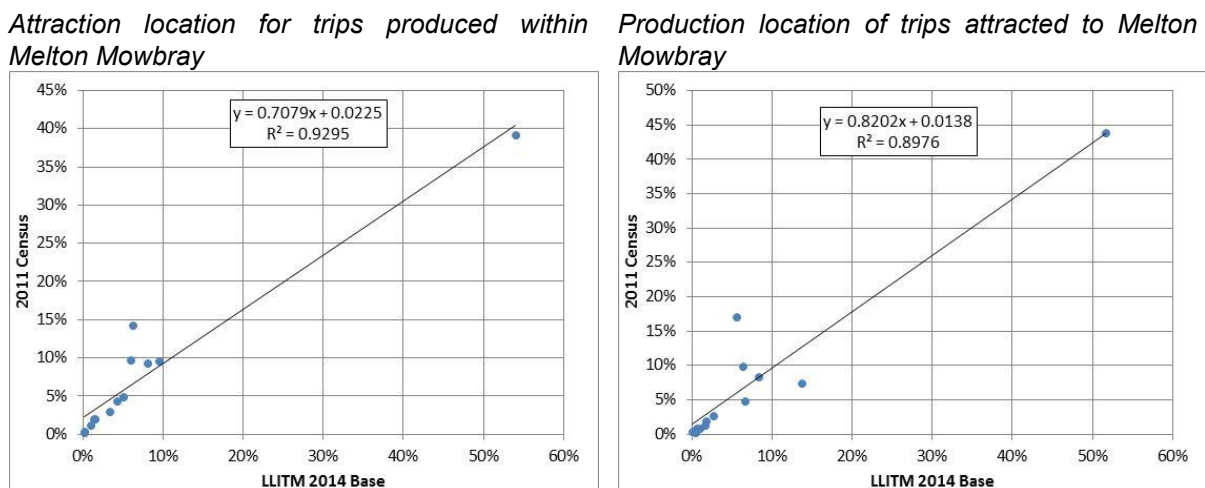 Attraction location for trips produced within
Melton Mowbray
45%
40%
35%
30%
25%
20%
15%
10%
5%
0%
2011 Census
y = 0.7079x + 0.0225
R² = 0.9295
0%
10%
20%
30%
40%
50%
60%
LLITM 2014 Base
Production location of trips attracted to Melton
Mowbray
50%
45%
40%
35%
30%
25%
20%
15%
10%
5%
0%
2011 Census
y = 0.8202x + 0.0138
R² = 0.8976
0%
10%
20%
30%
40%
50%
60%
LLITM 2014 Base